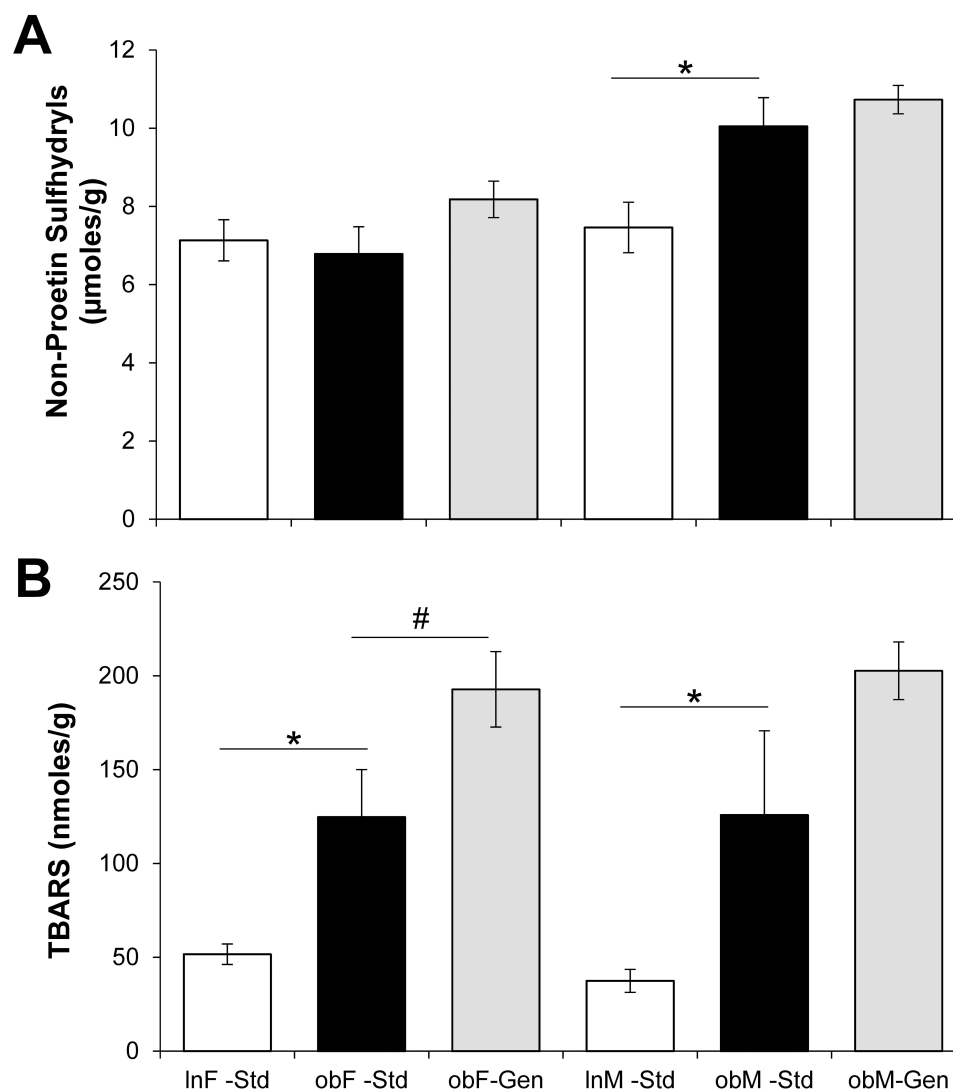 A
Non-Proetin Sulfhydryls
(µmoles/g)
12
10
8
6
4
2
0
*
B
TBARS (nmoles/g)
250
200
150
100
50
0
*
#
*
lnF -Std obF -Std obF-Gen lnM -Std obM -Std obM-Gen